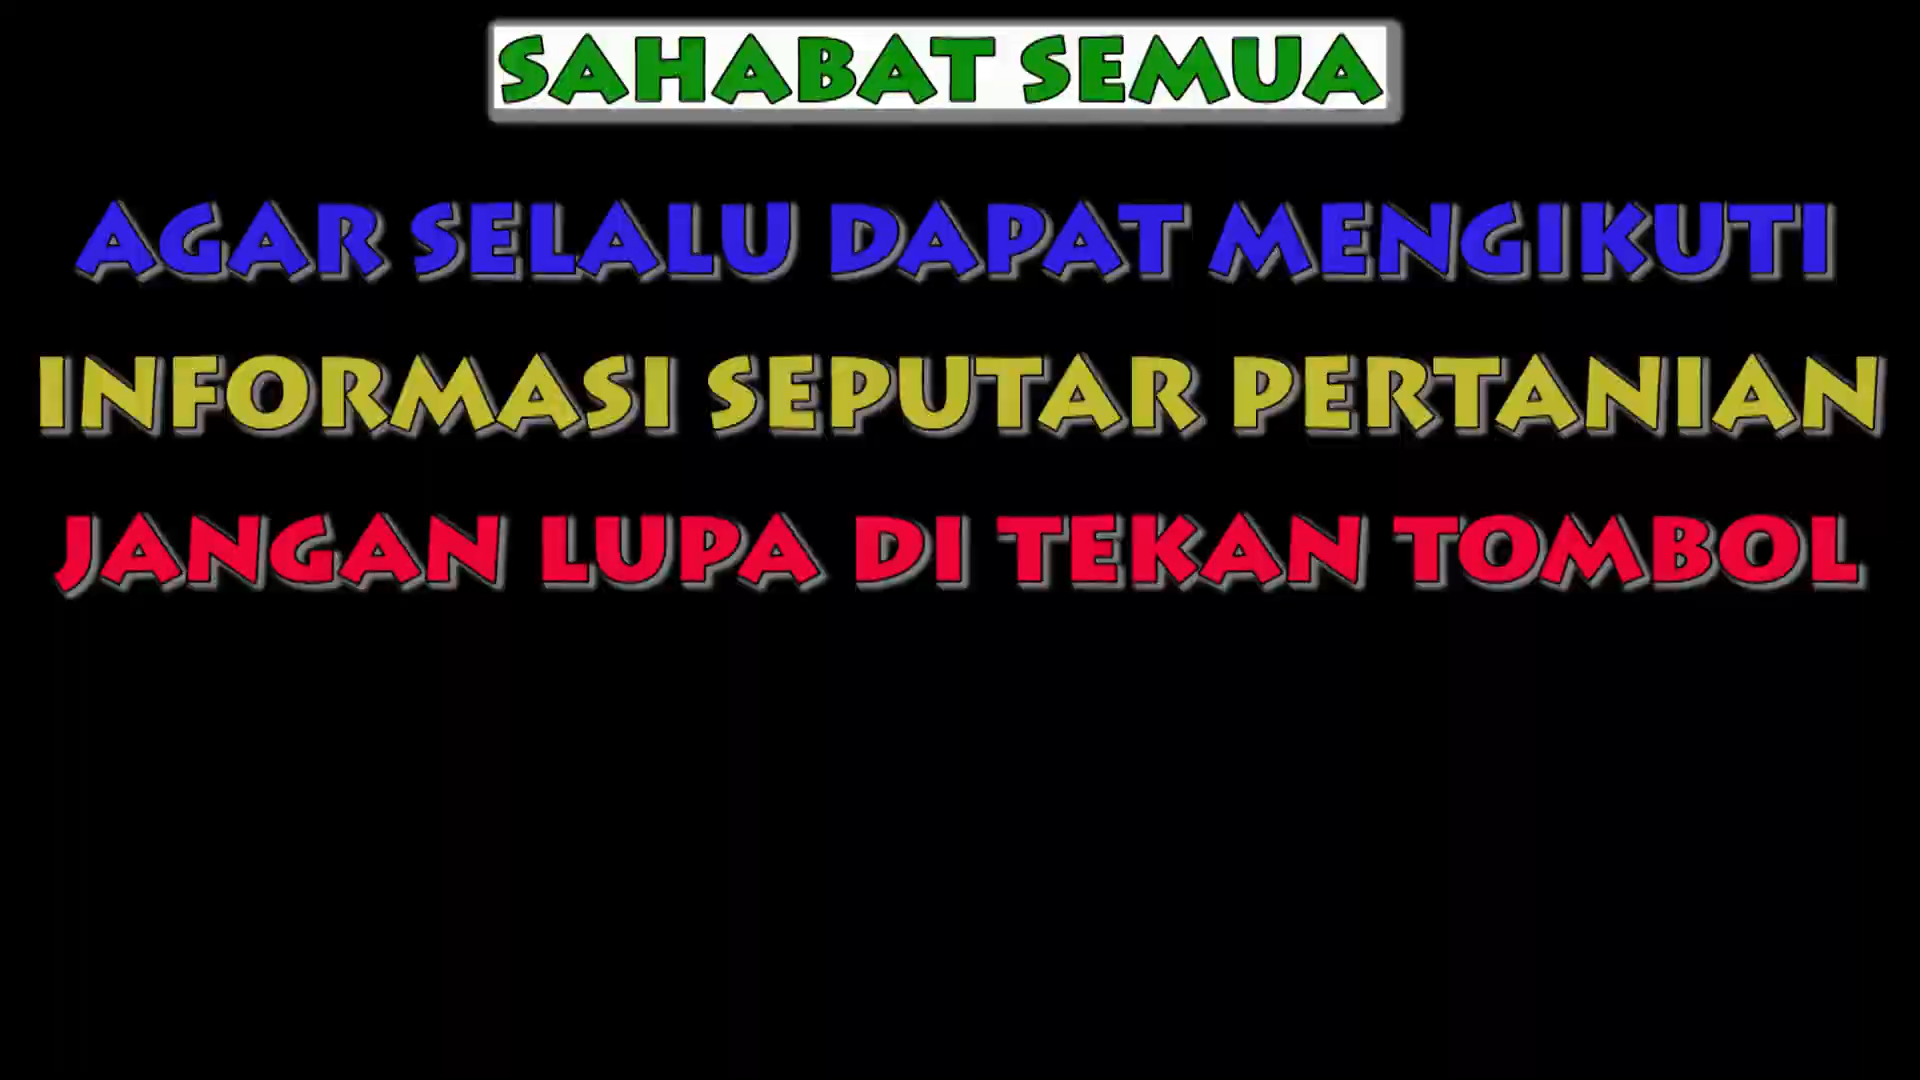 SAHABAT SEMUA
AGAR SELALU DAPAT MENGIKUTI
INFORMASI SEPUTAR PERTANIAN
JANGAN LUPA DI TEKAN TOMBOL